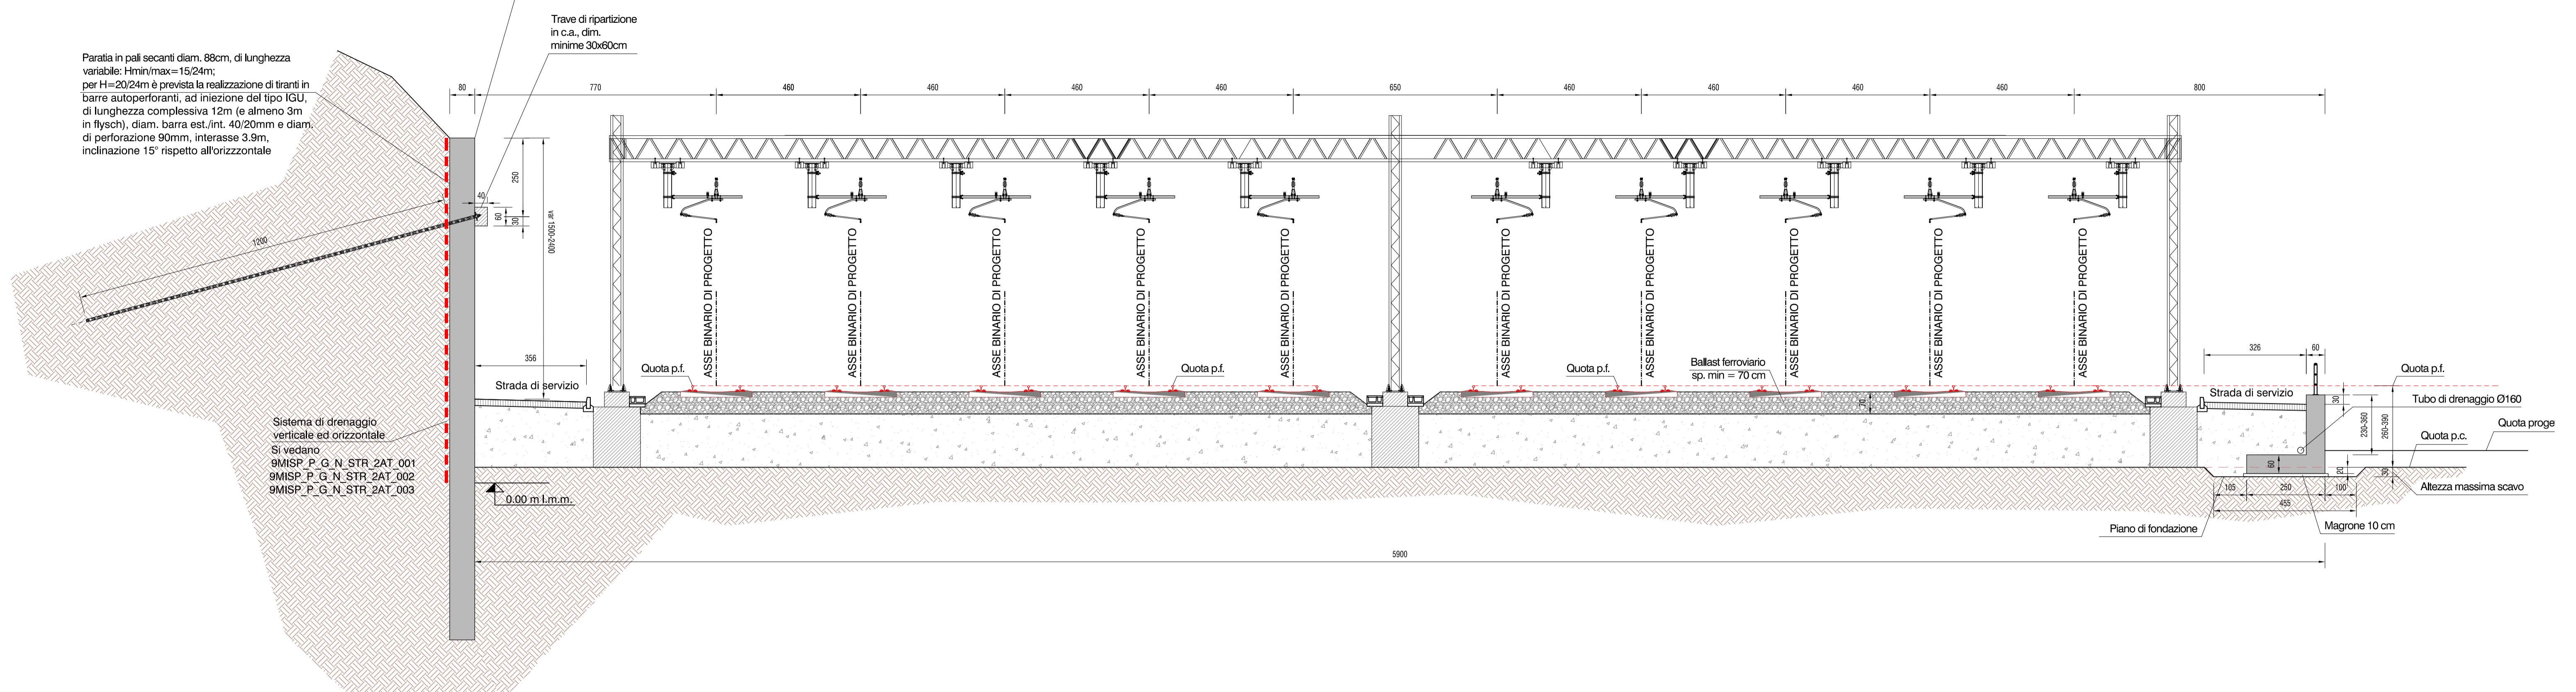 Trave di ripartizione
in c.a., dim.
minime 30x60cm
Paratia in pali secanti diam. 88cm, di lunghezza
variabile: Hmin/max=15/24m;
per H=20/24m è prevista la realizzazione di tiranti in
barre autoperforanti, ad iniezione del tipo IGU,
di lunghezza complessiva 12m (e almeno 3m
in flysch), diam. barra est./int. 40/20mm e diam.
di perforazione 90mm, interasse 3.9m,
inclinazione 15° rispetto all'orizzzontale
80
770
460
460
460
460
650
460
460
460
460
800
250
var 1500-2400
40
60
30
1200
ASSE BINARIO DI PROGETTO
ASSE BINARIO DI PROGETTO
ASSE BINARIO DI PROGETTO
ASSE BINARIO DI PROGETTO
ASSE BINARIO DI PROGETTO
ASSE BINARIO DI PROGETTO
ASSE BINARIO DI PROGETTO
ASSE BINARIO DI PROGETTO
ASSE BINARIO DI PROGETTO
ASSE BINARIO DI PROGETTO
356
Strada di servizio
Quota p.f.
Quota p.f.
Quota p.f.
Ballast ferroviario
sp. min = 70 cm
70
326
60
Quota p.f.
Strada di servizio
30
Tubo di drenaggio Ø160
230-360
260-390
Quota proge
Quota p.c.
Sistema di drenaggio
verticale ed orizzontale
Si vedano
9MISP_P_G_N_STR_2AT_001
9MISP_P_G_N_STR_2AT_002
9MISP_P_G_N_STR_2AT_003
0.00 m l.m.m.
60
20
30
105
250
100
455
Altezza massima scavo
Piano di fondazione
Magrone 10 cm
5900